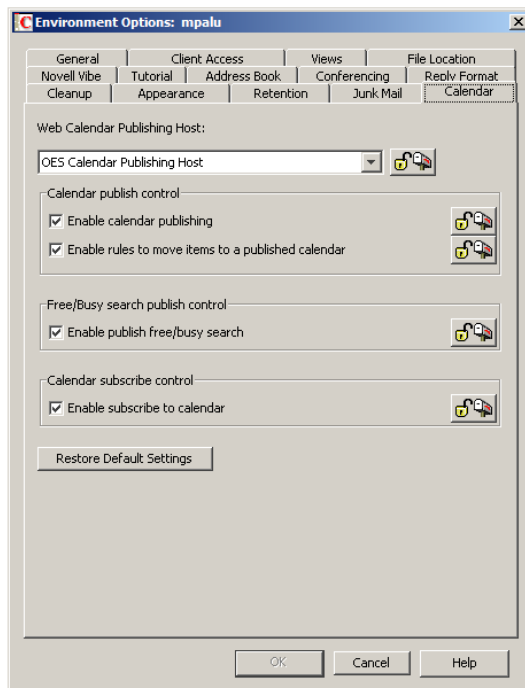 Environment Options: mpalu
General Client Access Views File Location
Novell Vibe Tutorial Address Book Conferencing Reply Format
Cleanup Appearance Retention Junk Mail Calendar
Web Calendar Publishing Host:
OES Calendar Publishing Host
Calendar publish control
Enable calendar publishing
Enable rules to move items to a published calendar
Free/Busy search publish control
Enable publish free/busy search
Calendar subscribe control
Enable subscribe to calendar
Restore Default Settings
OK Cancel Help